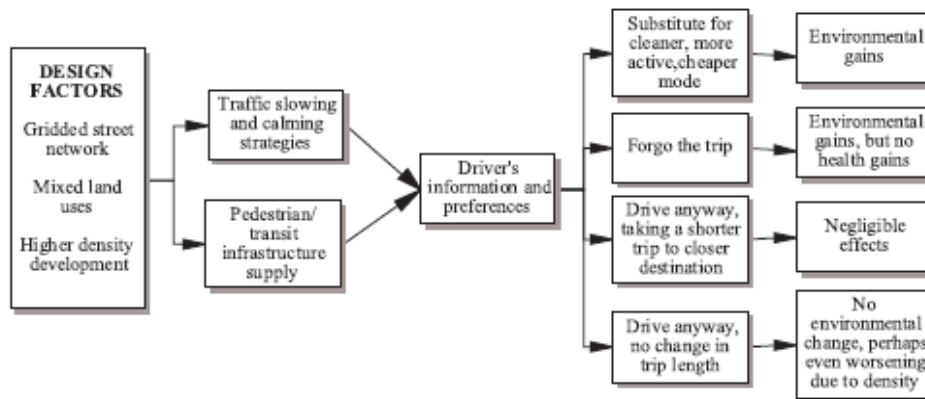 DESIGN
FACTORS
Gridded street
network
Mixed land
uses
Higher density
development
Traffic slowing
and calming
strategies
Pedestrian/
transit
infrastructure
supply
Driver's
information and
preferences
Substitute for
cleaner, more
active,cheaper
mode
Environmental
gains
Forgo the trip
Environmental
gains, but no
health gains
Drive anyway,
taking a shorter
trip to closer
destination
Negligible
effects
Drive anyway,
no change in
trip length
No
environmental
change, perhaps
even worsening
due to density